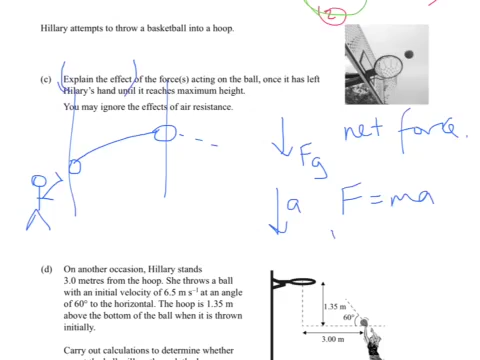 2
Hillary attempts to throw a basketball into a hoop.
(c) Explain the effect of the force(s) acting on the ball, once it has left
Hilary's hand until it reaches maximum height.
You may ignore the effects of air resistance.
Fg net force.
a F = ma
(d) On another occasion, Hillary stands
3.0 metres from the hoop. She throws a ball
with an initial velocity of 6.5 m s⁻¹ at an angle
of 60° to the horizontal. The hoop is 1.35 m
above the bottom of the ball when it is thrown
initially.
1.35 m
60°
3.00 m
Carry out calculations to determine whether